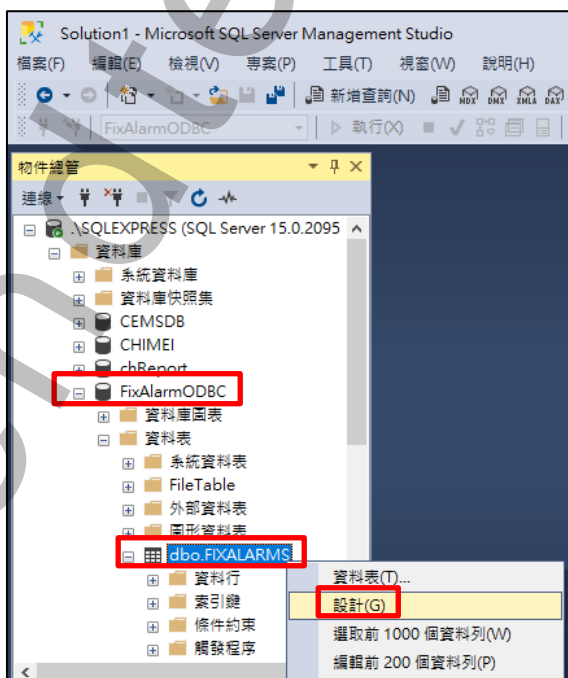 Solution1 - Microsoft SQL Server Management Studio
檔案(F) 編輯(E) 檢視(V) 專案(P) 工具(T) 視窗(W) 說明(H)
新增查詢(N) MDX DMX XMLA DAX
FixAlarmODBC 執行(X)
物件總管
連線
.\SQLEXPRESS (SQL Server 15.0.2095
資料庫
系統資料庫
資料庫快照集
CEMSDB
CHIMEI
chReport
FixAlarmODBC
資料庫圖表
資料表
系統資料表
FileTable
外部資料表
圖形資料表
dbo.FIXALARMS
資料行
索引鍵
條件約束
觸發程序
資料表(T)...
設計(G)
選取前 1000 個資料列(W)
編輯前 200 個資料列(P)